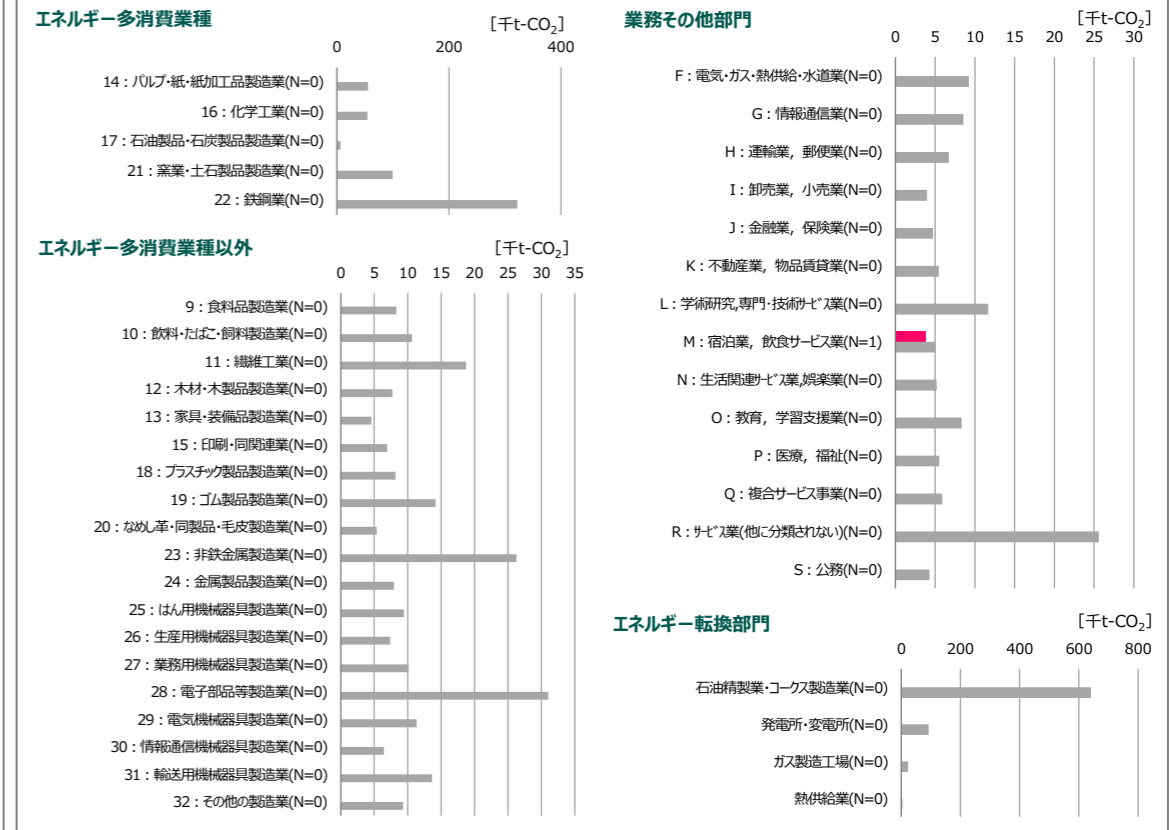 エネルギー多消費業種
[千t-CO₂]
0 200 400
14:パルプ・紙・紙加工品製造業(N=0)
16:化学工業(N=0)
17:石油製品・石炭製品製造業(N=0)
21:窯業・土石製品製造業(N=0)
22:鉄鋼業(N=0)
エネルギー多消費業種以外
[千t-CO₂]
0 5 10 15 20 25 30 35
9:食料品製造業(N=0)
10:飲料・たばこ・飼料製造業(N=0)
11:繊維工業(N=0)
12:木材・木製品製造業(N=0)
13:家具・装備品製造業(N=0)
15:印刷・同関連業(N=0)
18:プラスチック製品製造業(N=0)
19:ゴム製品製造業(N=0)
20:なめし革・同製品・毛皮製造業(N=0)
23:非鉄金属製造業(N=0)
24:金属製品製造業(N=0)
25:はん用機械器具製造業(N=0)
26:生産用機械器具製造業(N=0)
27:業務用機械器具製造業(N=0)
28:電子部品等製造業(N=0)
29:電気機械器具製造業(N=0)
30:情報通信機械器具製造業(N=0)
31:輸送用機械器具製造業(N=0)
32:その他の製造業(N=0)
業務その他部門
[千t-CO₂]
0 5 10 15 20 25 30
F:電気・ガス・熱供給・水道業(N=0)
G:情報通信業(N=0)
H:運輸業，郵便業(N=0)
I:卸売業，小売業(N=0)
J:金融業，保険業(N=0)
K:不動産業，物品賃貸業(N=0)
L:学術研究,専門・技術ｻｰﾋﾞｽ業(N=0)
M:宿泊業，飲食サービス業(N=1)
N:生活関連ｻｰﾋﾞｽ業,娯楽業(N=0)
O:教育，学習支援業(N=0)
P:医療，福祉(N=0)
Q:複合サービス事業(N=0)
R:ｻｰﾋﾞｽ業(他に分類されない)(N=0)
S:公務(N=0)
エネルギー転換部門
[千t-CO₂]
0 200 400 600 800
石油精製業・コークス製造業(N=0)
発電所・変電所(N=0)
ガス製造工場(N=0)
熱供給業(N=0)